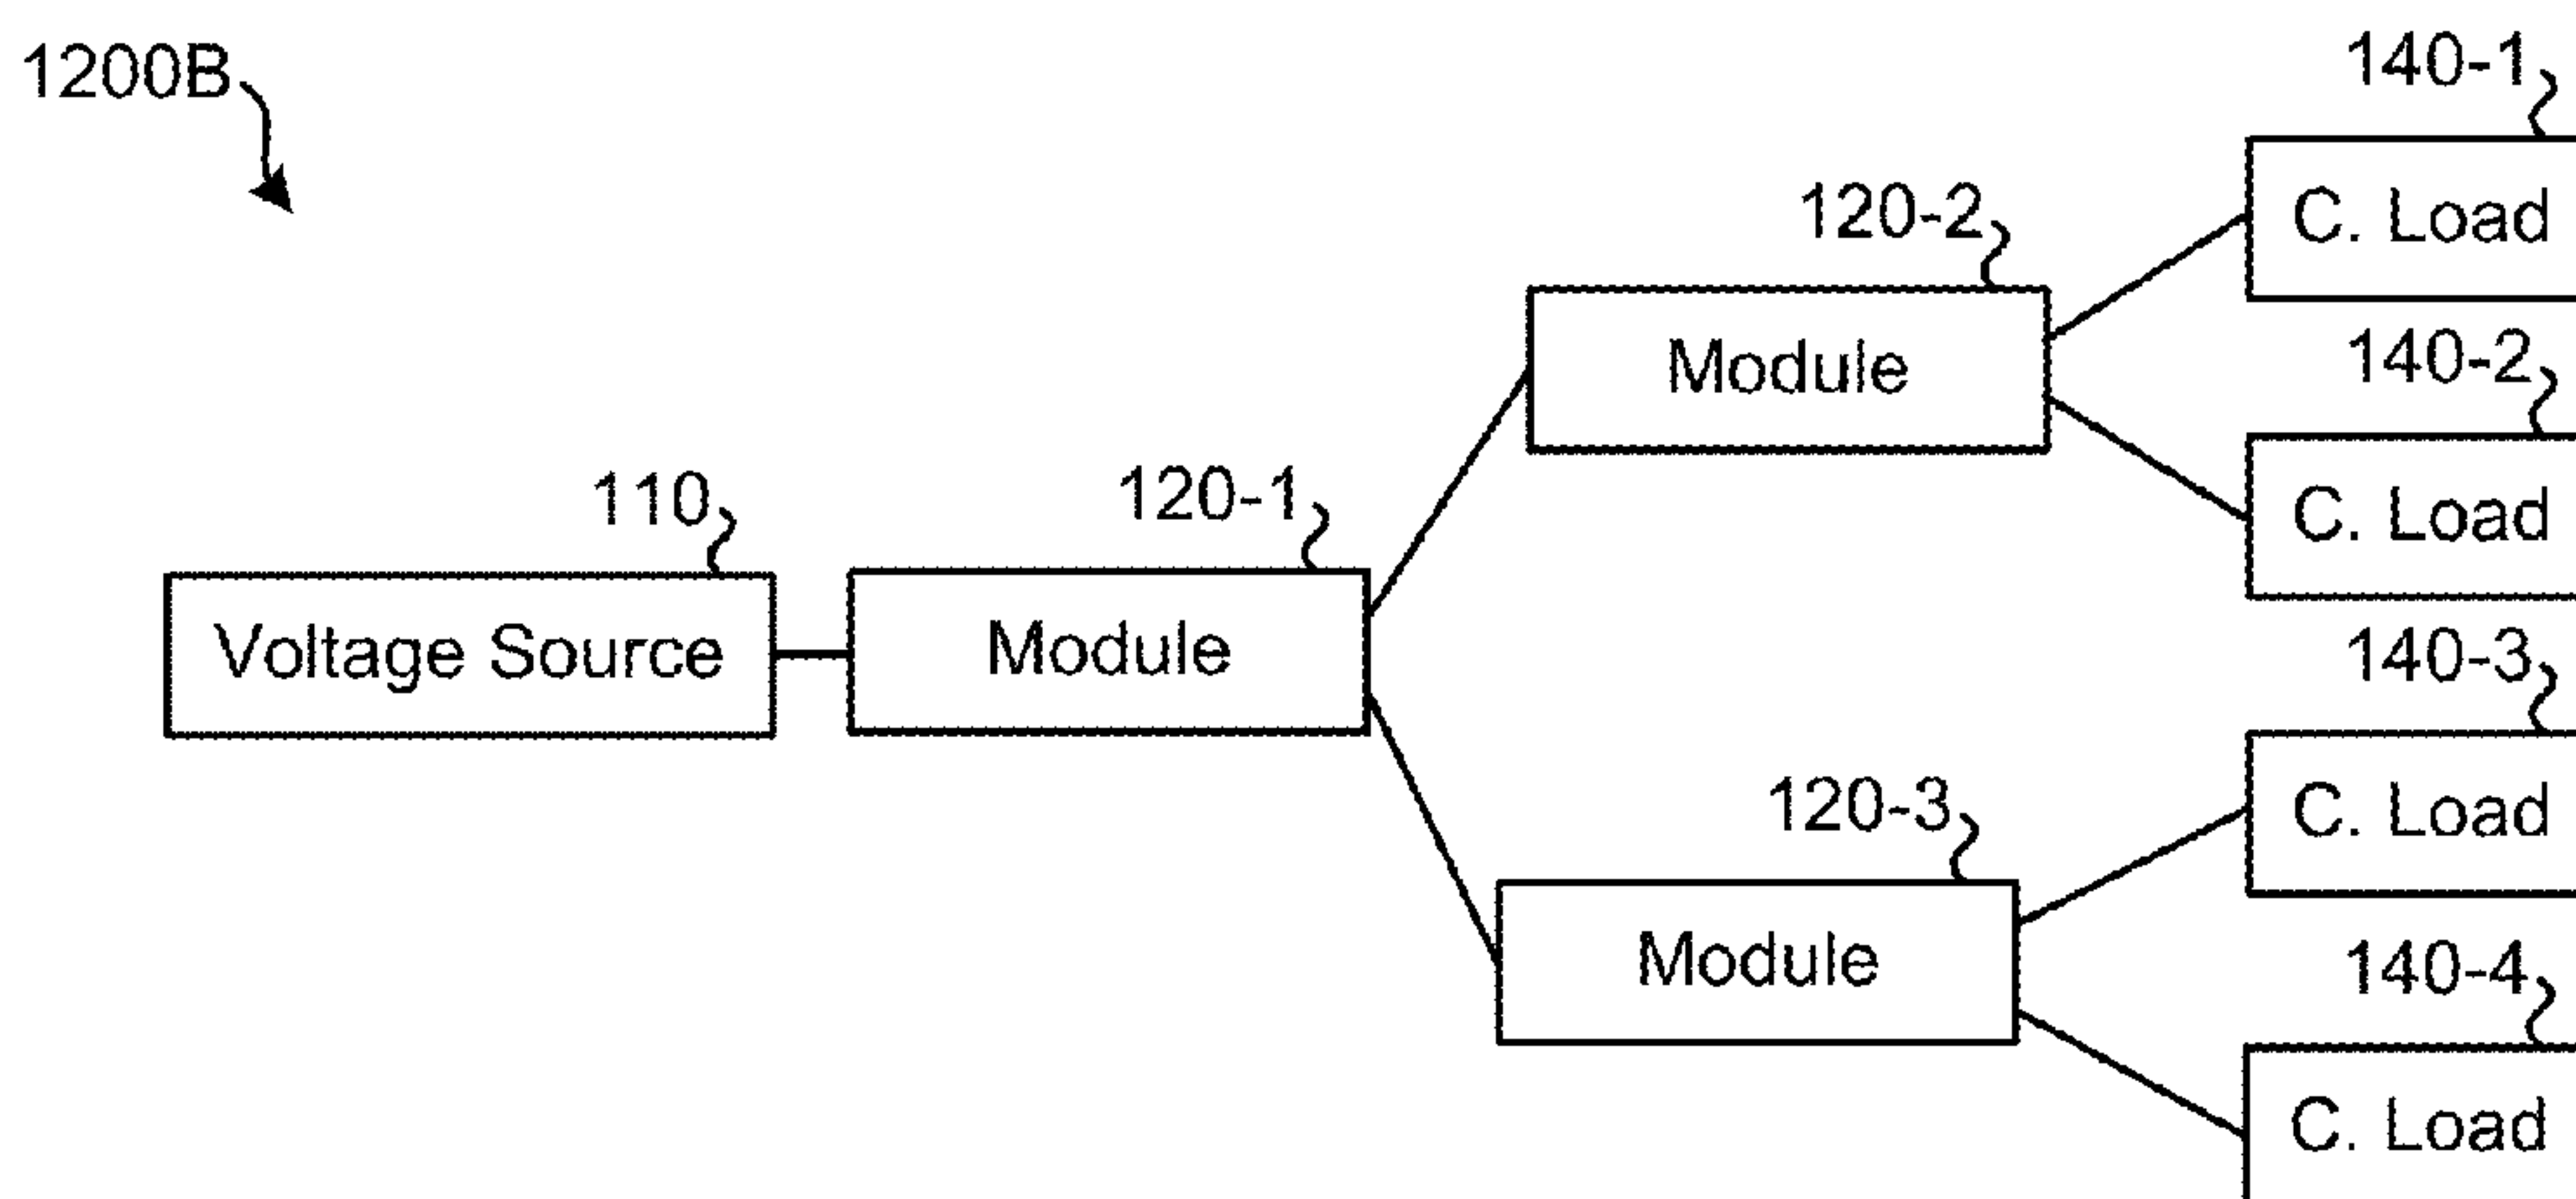 1200B
140-1
C. Load
120-2
Module
140-2
C. Load
110
Voltage Source
120-1
Module
140-3
C. Load
120-3
Module
140-4
C. Load